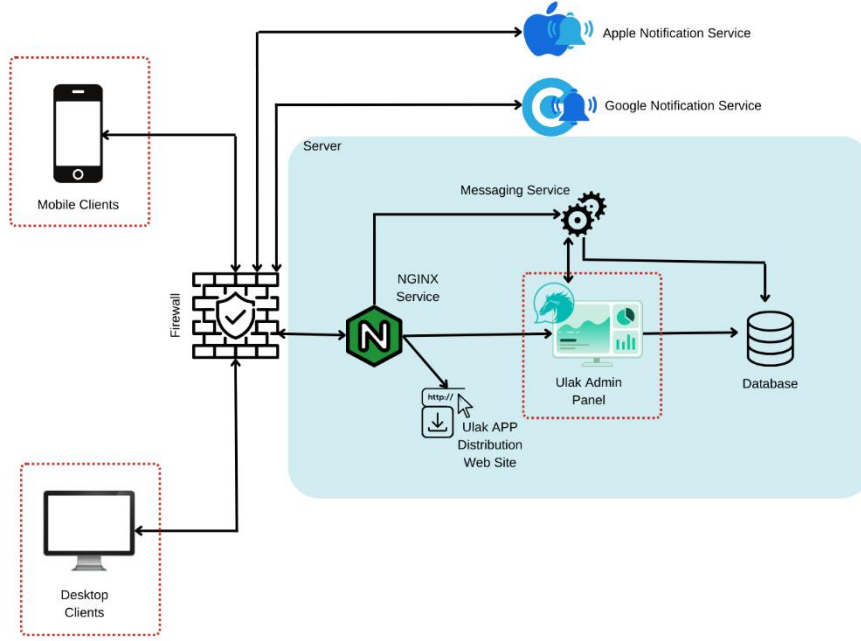 Apple Notification Service
Google Notification Service
Server
Mobile Clients
Messaging Service
NGINX
Service
Firewall
http://
Ulak APP
Distribution
Web Site
Ulak Admin
Panel
Database
Desktop
Clients